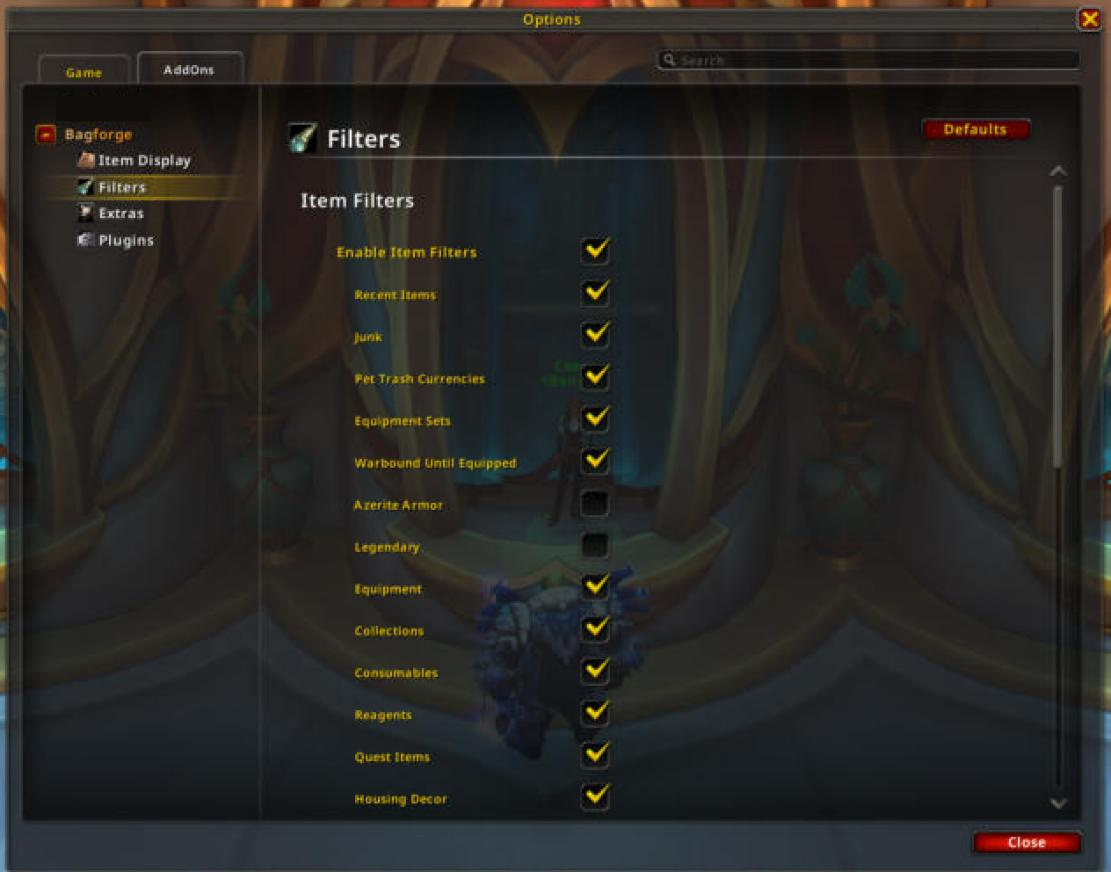 Options
Game
AddOns
Search
Bagforge
Item Display
Filters
Extras
Plugins
Filters
Defaults
Item Filters
Enable Item Filters
Recent Items
Junk
Pet Trash Currencies
Equipment Sets
Warbound Until Equipped
Azerite Armor
Legendary
Equipment
Collections
Consumables
Reagents
Quest Items
Housing Decor
Close